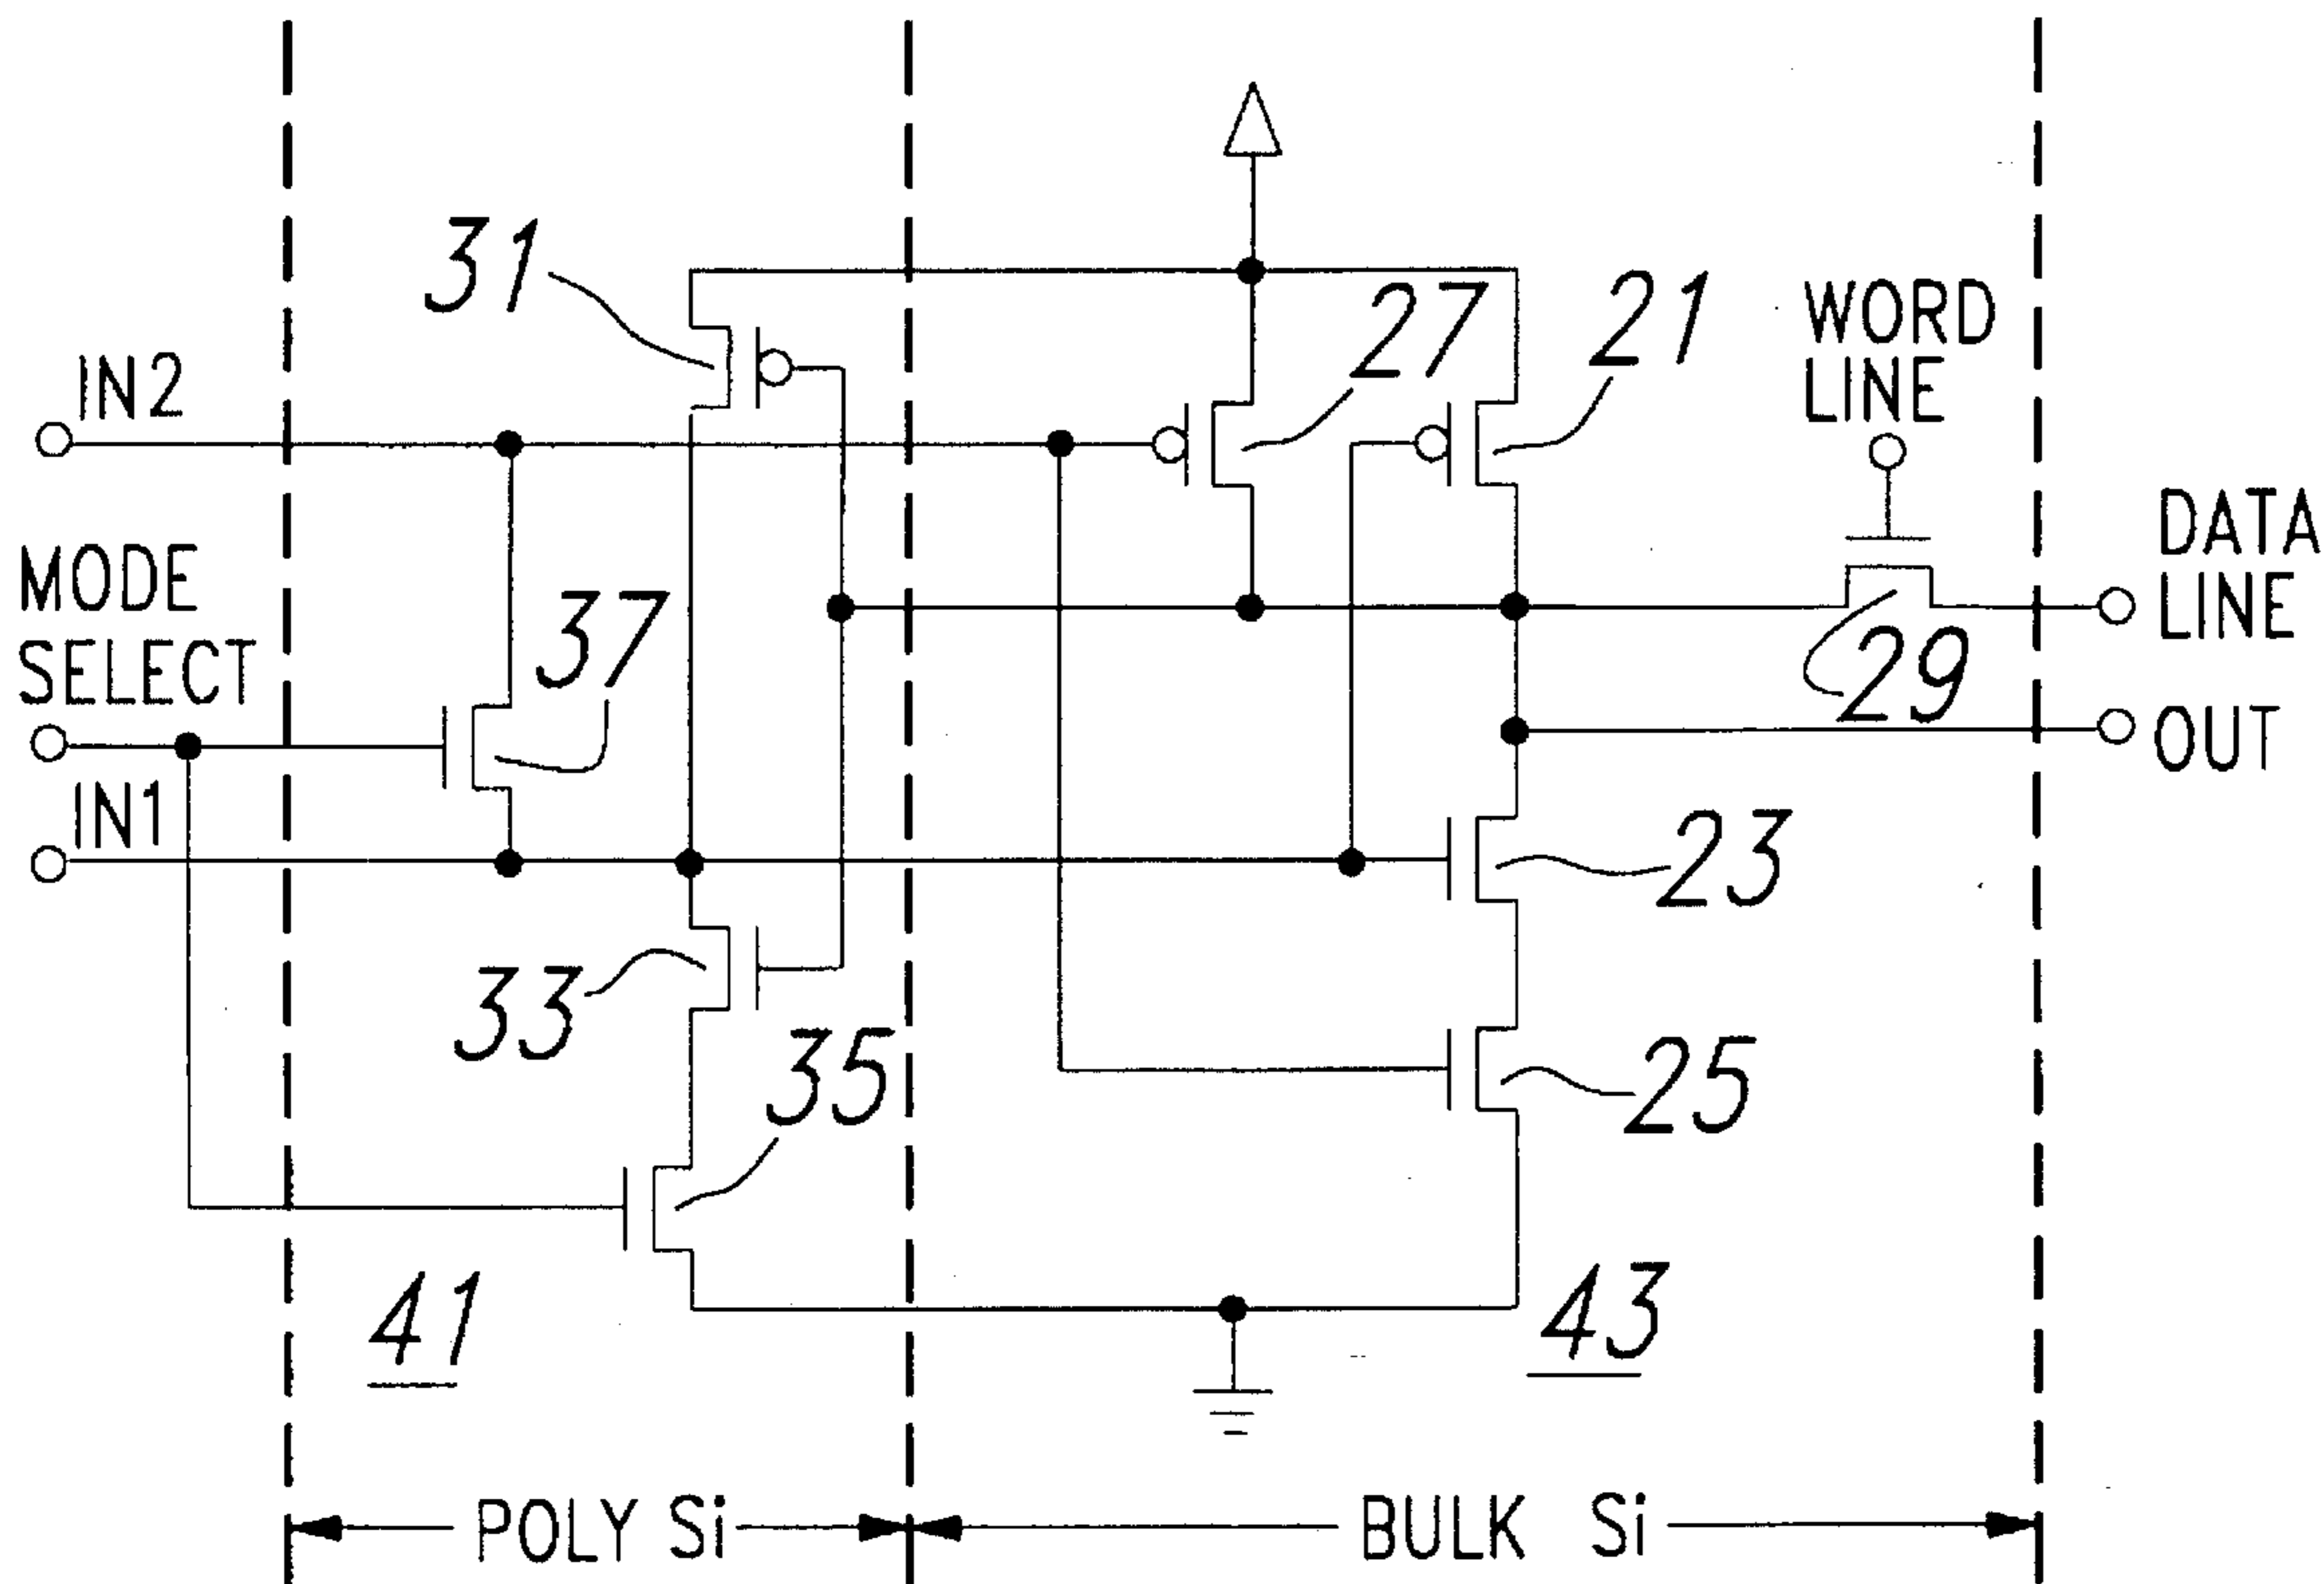 31
27
21
WORD
LINE
IN2
DATA
LINE
MODE
SELECT
37
29
OUT
IN1
23
33
35
25
41
43
POLY Si
BULK Si